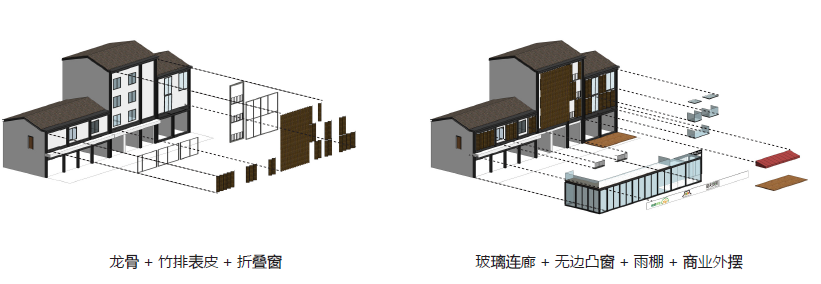 龙骨 + 竹排表皮 + 折叠窗
玻璃连廊 + 无边凸窗 + 雨棚 + 商业外摆